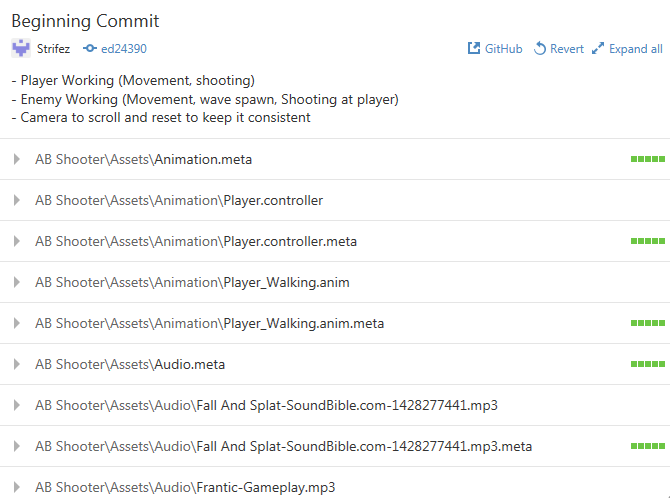 Beginning Commit
Strifez ed24390 GitHub Revert Expand all
- Player Working (Movement, shooting)
- Enemy Working (Movement, wave spawn, Shooting at player)
- Camera to scroll and reset to keep it consistent
AB Shooter\Assets\Animation.meta
AB Shooter\Assets\Animation\Player.controller
AB Shooter\Assets\Animation\Player.controller.meta
AB Shooter\Assets\Animation\Player_Walking.anim
AB Shooter\Assets\Animation\Player_Walking.anim.meta
AB Shooter\Assets\Audio.meta
AB Shooter\Assets\Audio\Fall And Splat-SoundBible.com-1428277441.mp3
AB Shooter\Assets\Audio\Fall And Splat-SoundBible.com-1428277441.mp3.meta
AB Shooter\Assets\Audio\Frantic-Gameplay.mp3